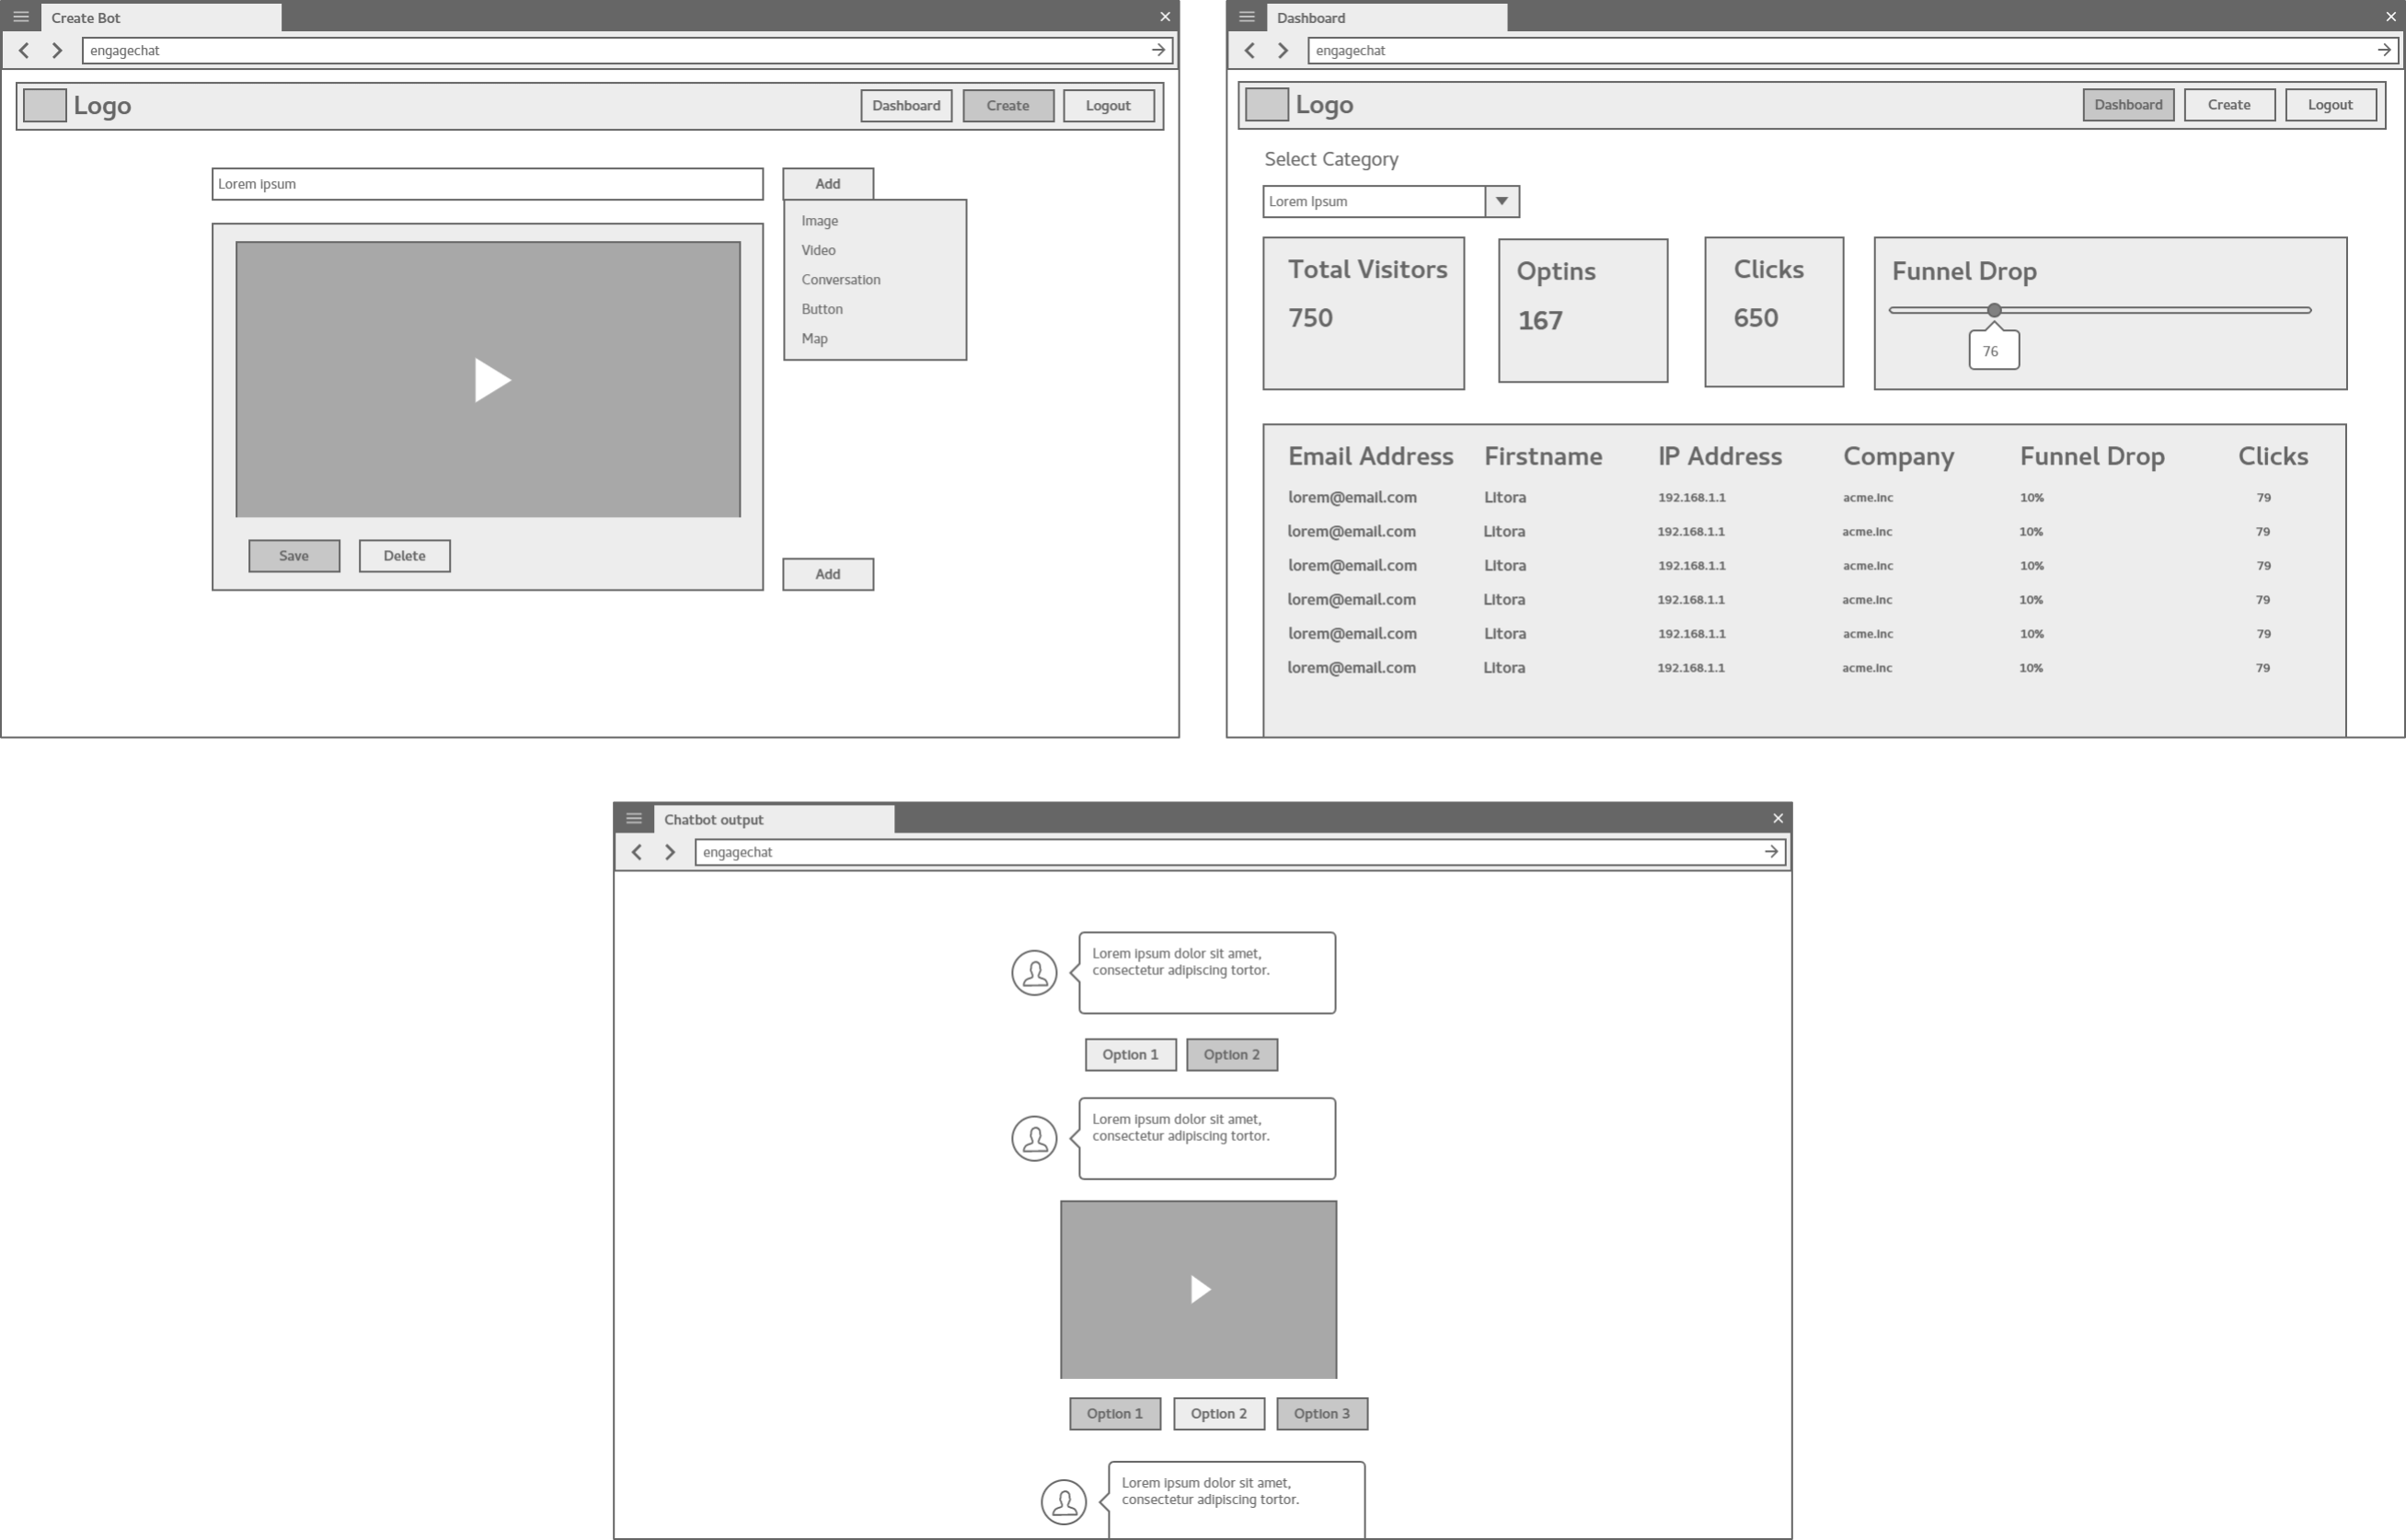 Create Bot
engagechat
Logo
Dashboard Create Logout
Lorem ipsum
Add
Image
Video
Conversation
Button
Map
Save Delete
Add
Dashboard
engagechat
Logo
Dashboard Create Logout
Select Category
Lorem Ipsum
Total Visitors
750
Optins
167
Clicks
650
Funnel Drop
76
Email Address Firstname IP Address Company Funnel Drop Clicks
lorem@email.com Litora 192.168.1.1 acme.inc 10% 79
lorem@email.com Litora 192.168.1.1 acme.inc 10% 79
lorem@email.com Litora 192.168.1.1 acme.inc 10% 79
lorem@email.com Litora 192.168.1.1 acme.inc 10% 79
lorem@email.com Litora 192.168.1.1 acme.inc 10% 79
lorem@email.com Litora 192.168.1.1 acme.inc 10% 79
Chatbot output
engagechat
Lorem ipsum dolor sit amet,
consectetur adipiscing tortor.
Option 1 Option 2
Lorem ipsum dolor sit amet,
consectetur adipiscing tortor.
Option 1 Option 2 Option 3
Lorem ipsum dolor sit amet,
consectetur adipiscing tortor.